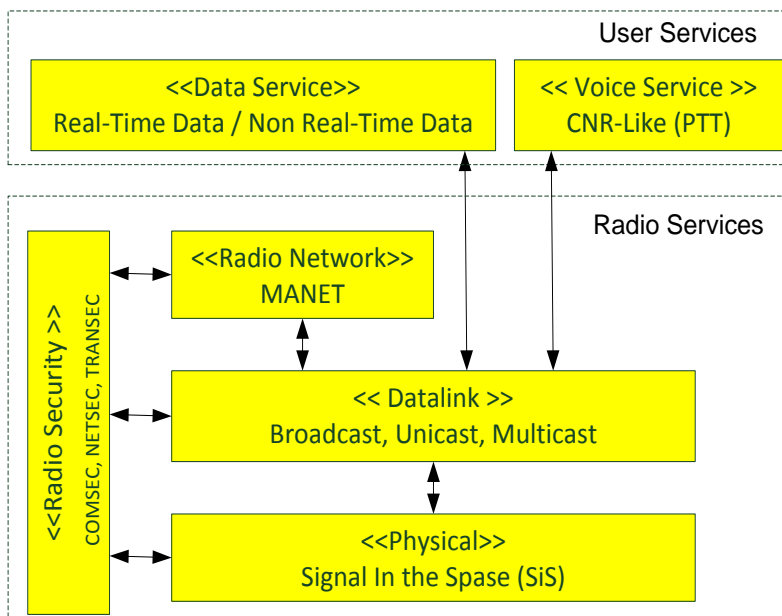 User Services
<<Data Service>>
Real-Time Data / Non Real-Time Data
<< Voice Service >>
CNR-Like (PTT)
Radio Services
<<Radio Security >>
COMSEC, NETSEC, TRANSEC
<<Radio Network>>
MANET
<< Datalink >>
Broadcast, Unicast, Multicast
<<Physical>>
Signal In the Spase (SiS)